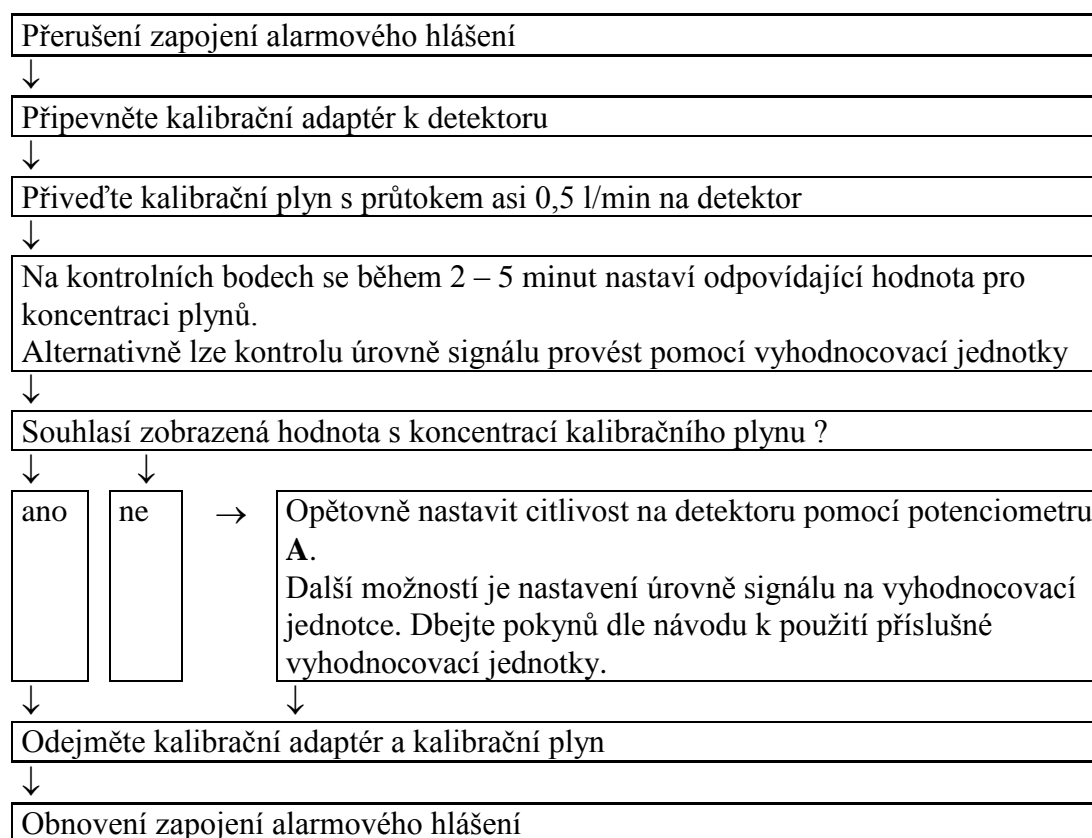 Přerušení zapojení alarmového hlášení
↓
Připevněte kalibrační adaptér k detektoru
↓
Přiveďte kalibrační plyn s průtokem asi 0,5 l/min na detektor
↓
Na kontrolních bodech se během 2 – 5 minut nastaví odpovídající hodnota pro
koncentraci plynů.
Alternativně lze kontrolu úrovně signálu provést pomocí vyhodnocovací jednotky
↓
Souhlasí zobrazená hodnota s koncentrací kalibračního plynu ?
↓ ↓
ano ne → Opětovně nastavit citlivost na detektoru pomocí potenciometru
A.
Další možností je nastavení úrovně signálu na vyhodnocovací
jednotce. Dbejte pokynů dle návodu k použití příslušné
vyhodnocovací jednotky.
↓ ↓
Odejměte kalibrační adaptér a kalibrační plyn
↓
Obnovení zapojení alarmového hlášení